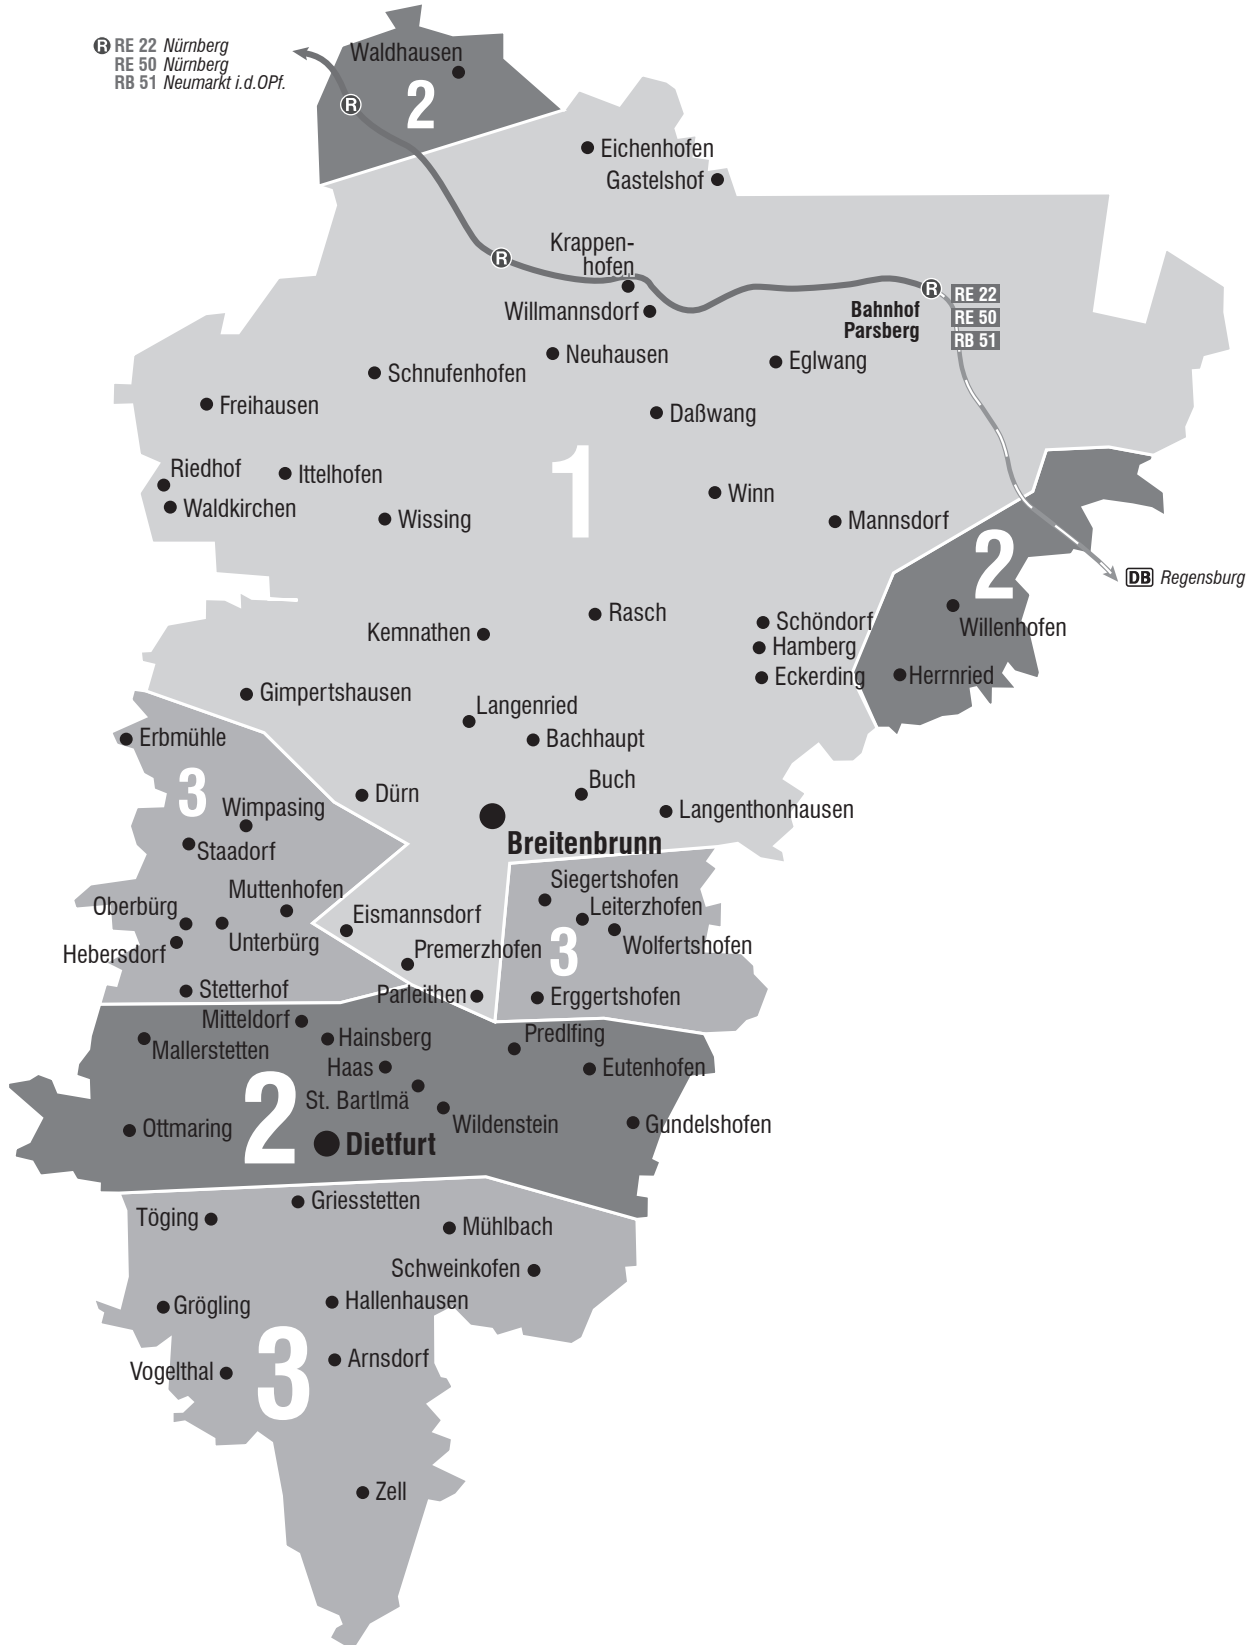 R RE 22 Nürnberg
RE 50 Nürnberg
RB 51 Neumarkt i.d.OPf.
Waldhausen
R
2
Eichenhofen
Gastelshof
Krappen-
hofen
R
R
RE 22
Willmannsdorf
Bahnhof
Parsberg
RE 50
RB 51
Neuhausen
Eglwang
Schnufenhofen
Freihausen
Daßwang
Riedhof
Ittelhofen
1
Waldkirchen
Wissing
Winn
Mannsdorf
2
DB Regensburg
Rasch
Schöndorf
Willenhofen
Kemnathen
Hamberg
Eckerding
Herrnried
Gimpertshausen
Langenried
Erbmühle
Bachhaupt
3
Buch
Dürn
Wimpasing
Langenthonhausen
Staadorf
Breitenbrunn
Muttenhofen
Siegertshofen
Oberbürg
Eismannsdorf
Leiterzhofen
Unterbürg
Hebersdorf
Premerzhofen
3
Wolfertshofen
Stetterhof
Parleithen
Erggertshofen
Mitteldorf
Hainsberg
Predlfing
Mallerstetten
Haas
Eutenhofen
2
St. Bartlmä
Ottmaring
Wildenstein
Gundelshofen
Dietfurt
Griesstetten
Töging
Mühlbach
Schweinkofen
Grögling
Hallenhausen
Vogelthal
3
Arnsdorf
Zell